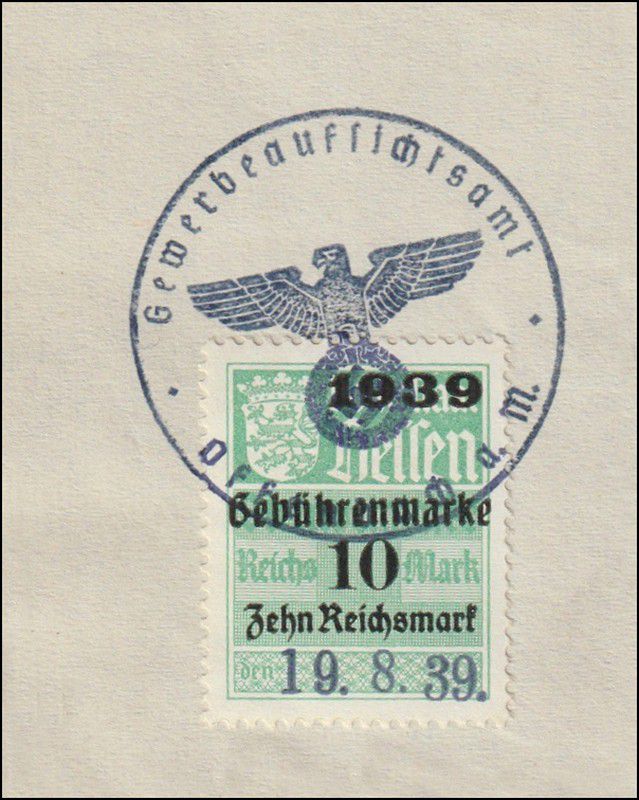 Gewerbeaufsichtsamt
1939
Hessen
a. M.
Gebührenmarke
Reichs 10 Mark
Zehn Reichsmark
den 19. 8. 39.